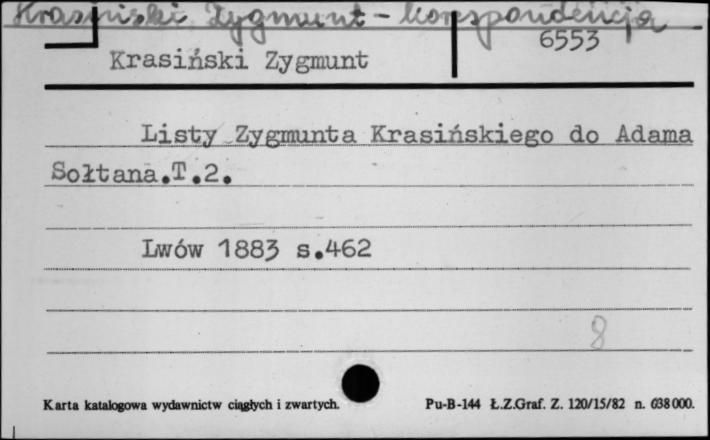 Krasiński Zygmunt - korespondencja
6553
Krasiński Zygmunt
Listy Zygmunta Krasińskiego do Adama
Sołtana.T.2.
Lwów 1883 s.462
8
Karta katalogowa wydawnictw ciągłych i zwartych. Pu-B-144 Ł.Z.Graf. Z. 120/15/82 n. 638000.